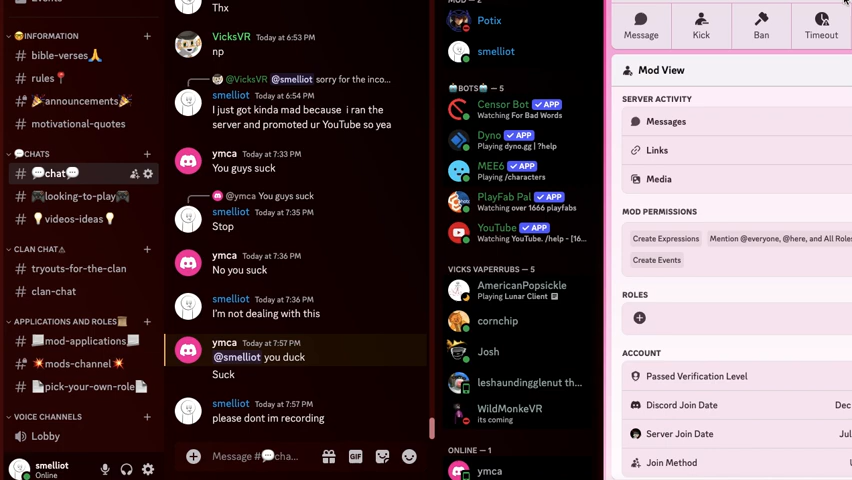 INFORMATION
# bible-verses
# rules
announcements
# motivational-quotes
CHATS
# chat
# looking-to-play
# videos-ideas
CLAN CHAT
# tryouts-for-the-clan
# clan-chat
APPLICATIONS AND ROLES
# mod-applications
# mods-channel
# pick-your-own-role
VOICE CHANNELS
Lobby
smelliot
Online
Thx
VicksVR Today at 6:53 PM
np
@VicksVR @smelliot sorry for the inco...
smelliot Today at 6:54 PM
I just got kinda mad because i ran the
server and promoted ur YouTube so yea
ymca Today at 7:33 PM
You guys suck
@ymca You guys suck
smelliot Today at 7:35 PM
Stop
ymca Today at 7:36 PM
No you suck
smelliot Today at 7:36 PM
I'm not dealing with this
ymca Today at 7:57 PM
@smelliot you duck
Suck
smelliot Today at 7:57 PM
please dont im recording
Message #💬cha...
GIF
Potix
smelliot
BOTS — 5
Censor Bot ✓ APP
Watching For Bad Words
Dyno ✓ APP
Playing dyno.gg | ?help
MEE6 ✓ APP
Playing /characters
PlayFab Pal ✓ APP
Watching over 1666 playfabs
YouTube ✓ APP
Watching YouTube. /help - [16...
VICKS VAPERRUBS — 5
AmericanPopsickle
Playing Lunar Client
cornchip
Josh
leshaundingglenut th...
WildMonkeVR
its coming
ONLINE — 1
ymca
Message
Kick
Ban
Timeout
Mod View
SERVER ACTIVITY
Messages
Links
Media
MOD PERMISSIONS
Create Expressions
Mention @everyone, @here, and All Roles
Create Events
ROLES
ACCOUNT
Passed Verification Level
Discord Join Date Dec
Server Join Date Jul
Join Method